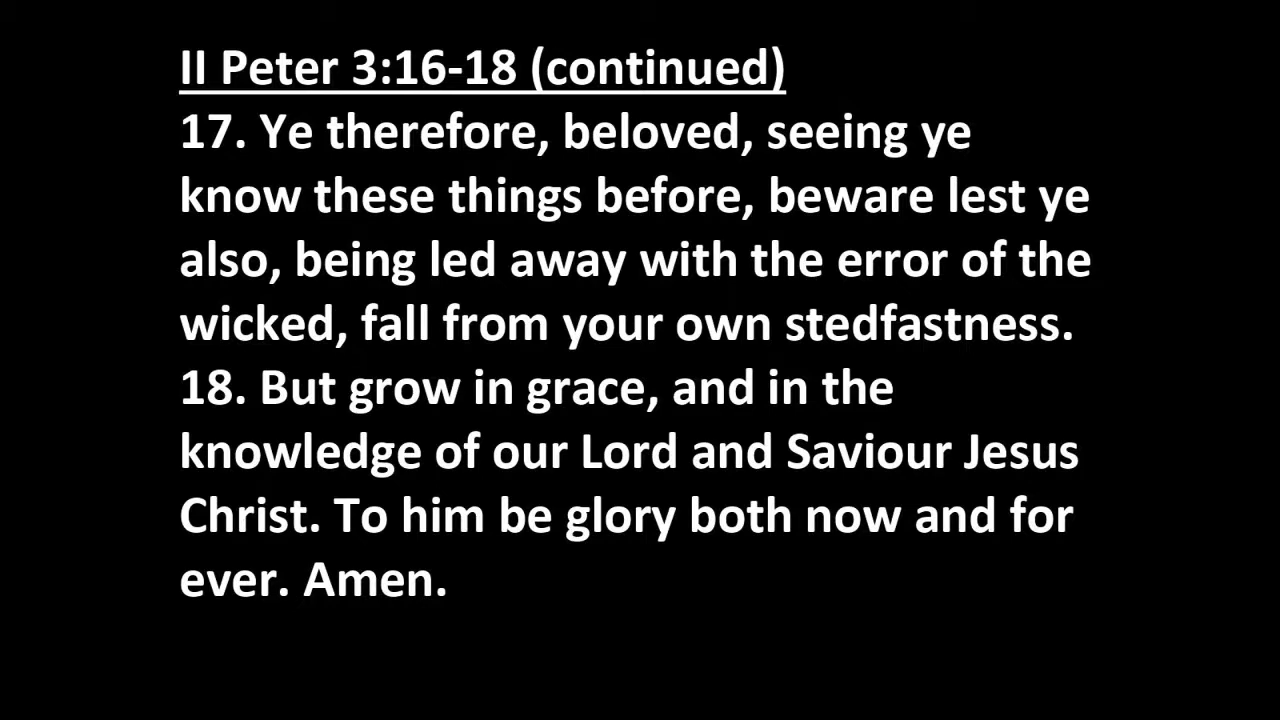 II Peter 3:16-18 (continued)
17. Ye therefore, beloved, seeing ye
know these things before, beware lest ye
also, being led away with the error of the
wicked, fall from your own stedfastness.
18. But grow in grace, and in the
knowledge of our Lord and Saviour Jesus
Christ. To him be glory both now and for
ever. Amen.